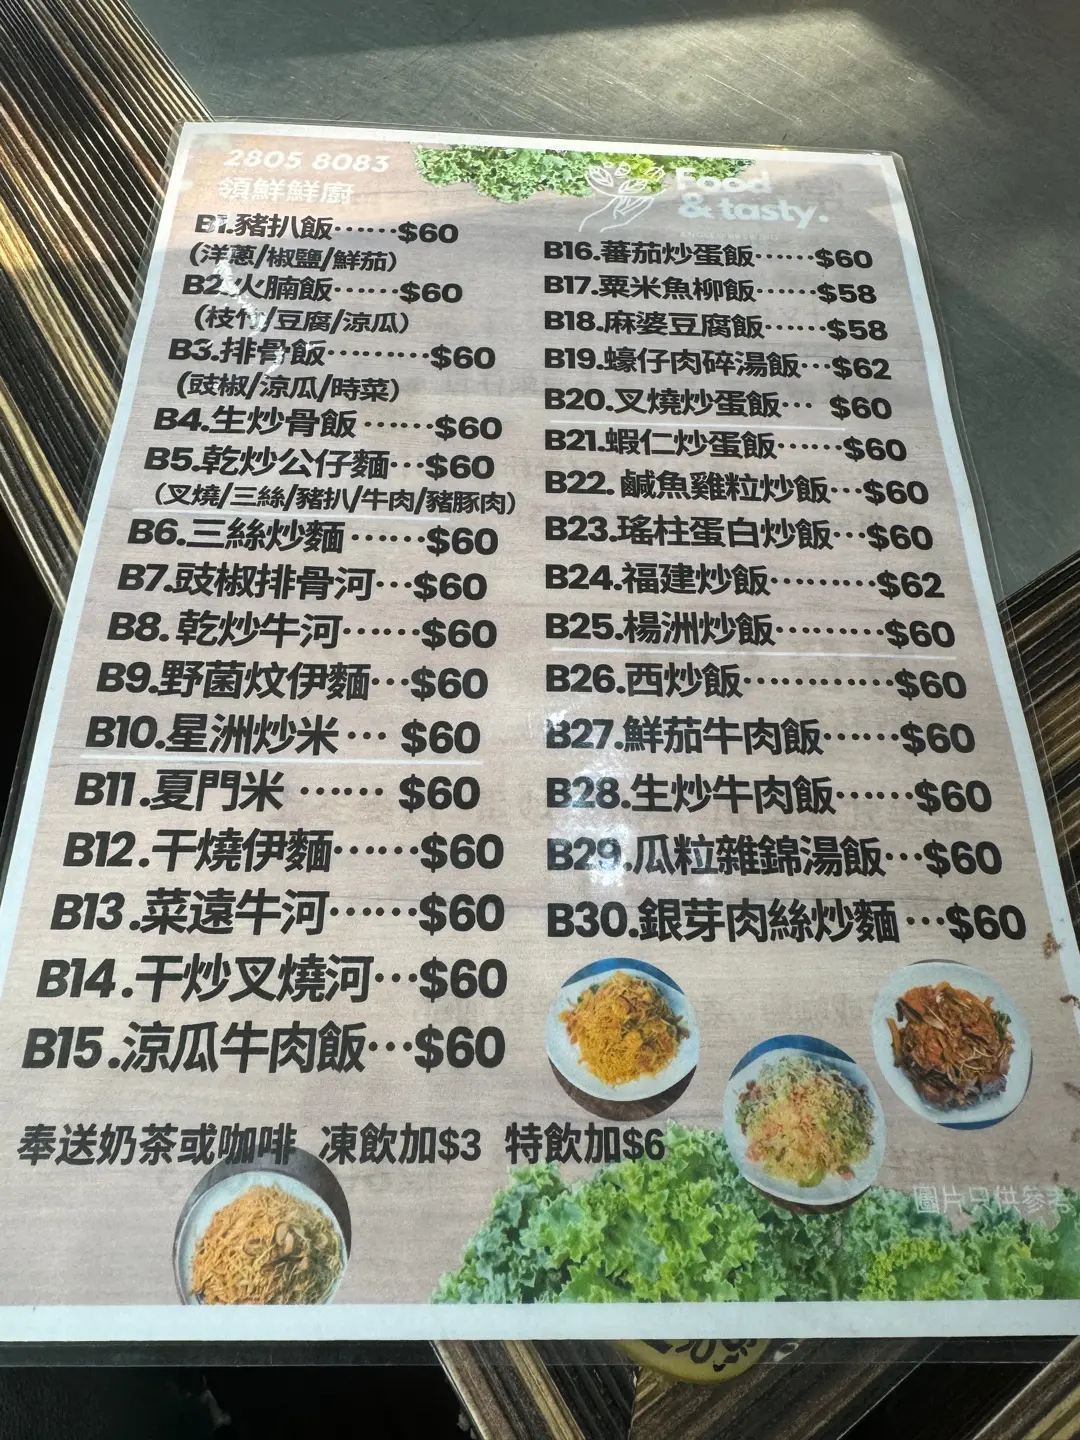 2805 8083
領鮮鮮廚
Food
& tasty.
B1.豬扒飯……$60
(洋蔥/椒鹽/鮮茄)
B2.火腩飯……$60
(枝竹/豆腐/涼瓜)
B3.排骨飯………$60
(豉椒/涼瓜/時菜)
B4.生炒骨飯……$60
B5.乾炒公仔麵…$60
(叉燒/三絲/豬扒/牛肉/豬豚肉)
B6.三絲炒麵……$60
B7.豉椒排骨河…$60
B8.乾炒牛河……$60
B9.野菌炆伊麵…$60
B10.星洲炒米… $60
B11.夏門米 …… $60
B12.干燒伊麵……$60
B13.菜遠牛河……$60
B14.干炒叉燒河…$60
B15.涼瓜牛肉飯…$60
B16.蕃茄炒蛋飯……$60
B17.粟米魚柳飯……$58
B18.麻婆豆腐飯……$58
B19.蠔仔肉碎湯飯…$62
B20.叉燒炒蛋飯… $60
B21.蝦仁炒蛋飯……$60
B22.鹹魚雞粒炒飯…$60
B23.瑤柱蛋白炒飯…$60
B24.福建炒飯………$62
B25.楊洲炒飯………$60
B26.西炒飯…………$60
B27.鮮茄牛肉飯……$60
B28.生炒牛肉飯……$60
B29.瓜粒雜錦湯飯…$60
B30.銀芽肉絲炒麵…$60
奉送奶茶或咖啡 凍飲加$3 特飲加$6
圖片只供參考